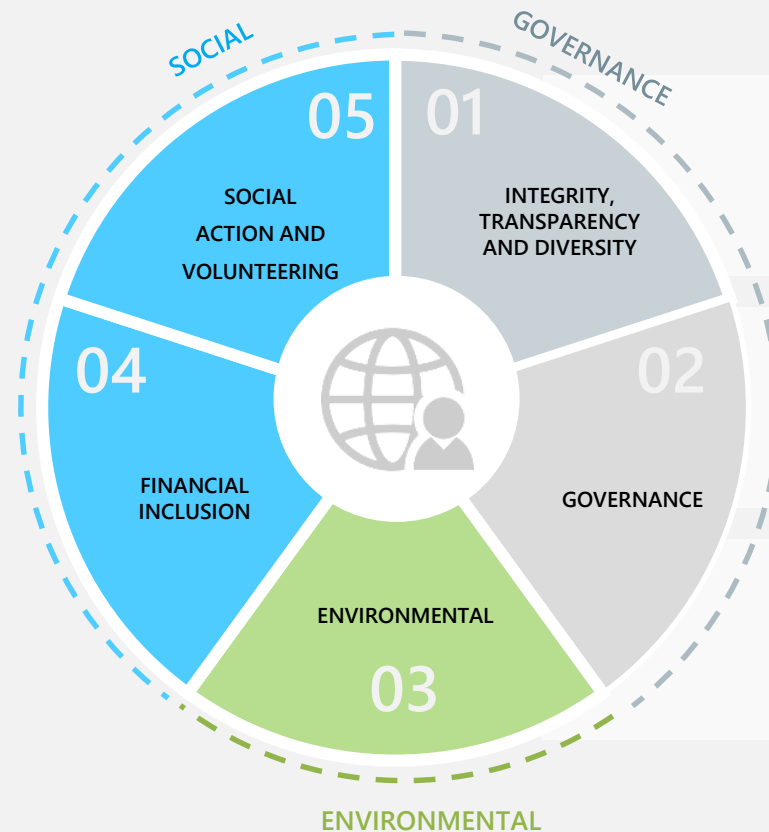 SOCIAL
GOVERNANCE
05
SOCIAL
ACTION AND
VOLUNTEERING
01
INTEGRITY,
TRANSPARENCY
AND DIVERSITY
04
FINANCIAL
INCLUSION
02
GOVERNANCE
ENVIRONMENTAL
03
ENVIRONMENTAL